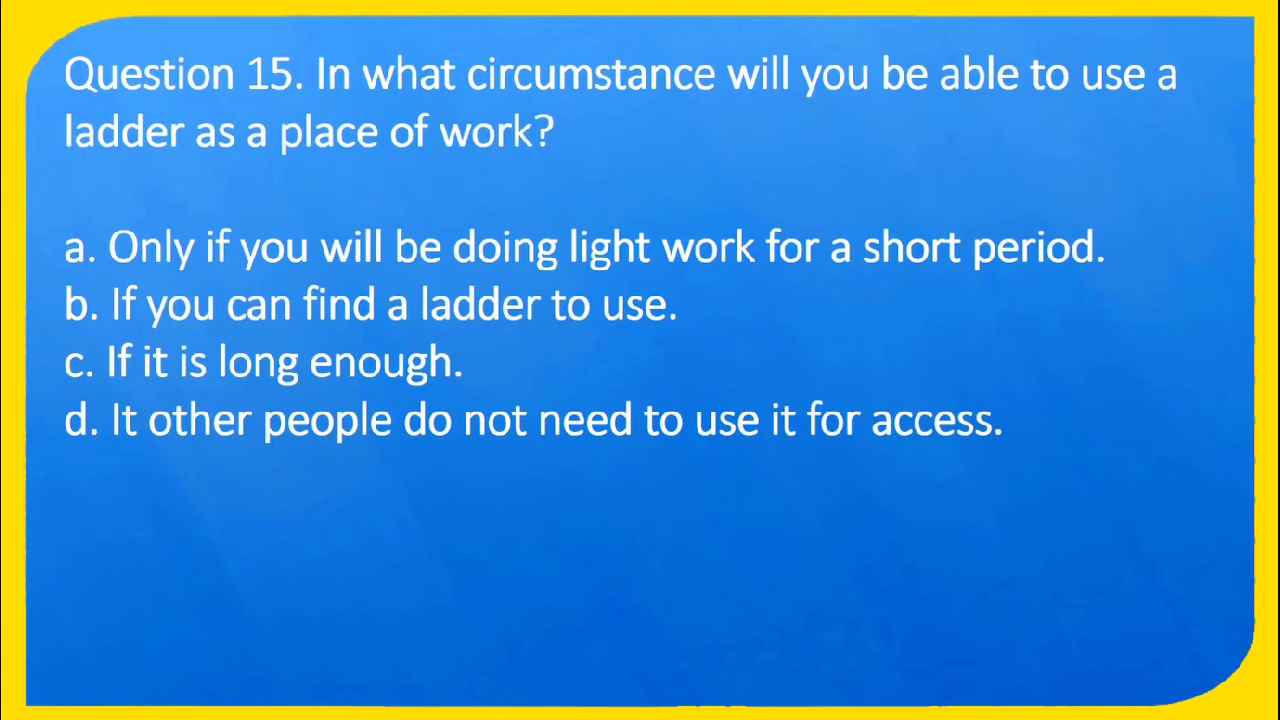 Question 15. In what circumstance will you be able to use a
ladder as a place of work?
a. Only if you will be doing light work for a short period.
b. If you can find a ladder to use.
c. If it is long enough.
d. It other people do not need to use it for access.